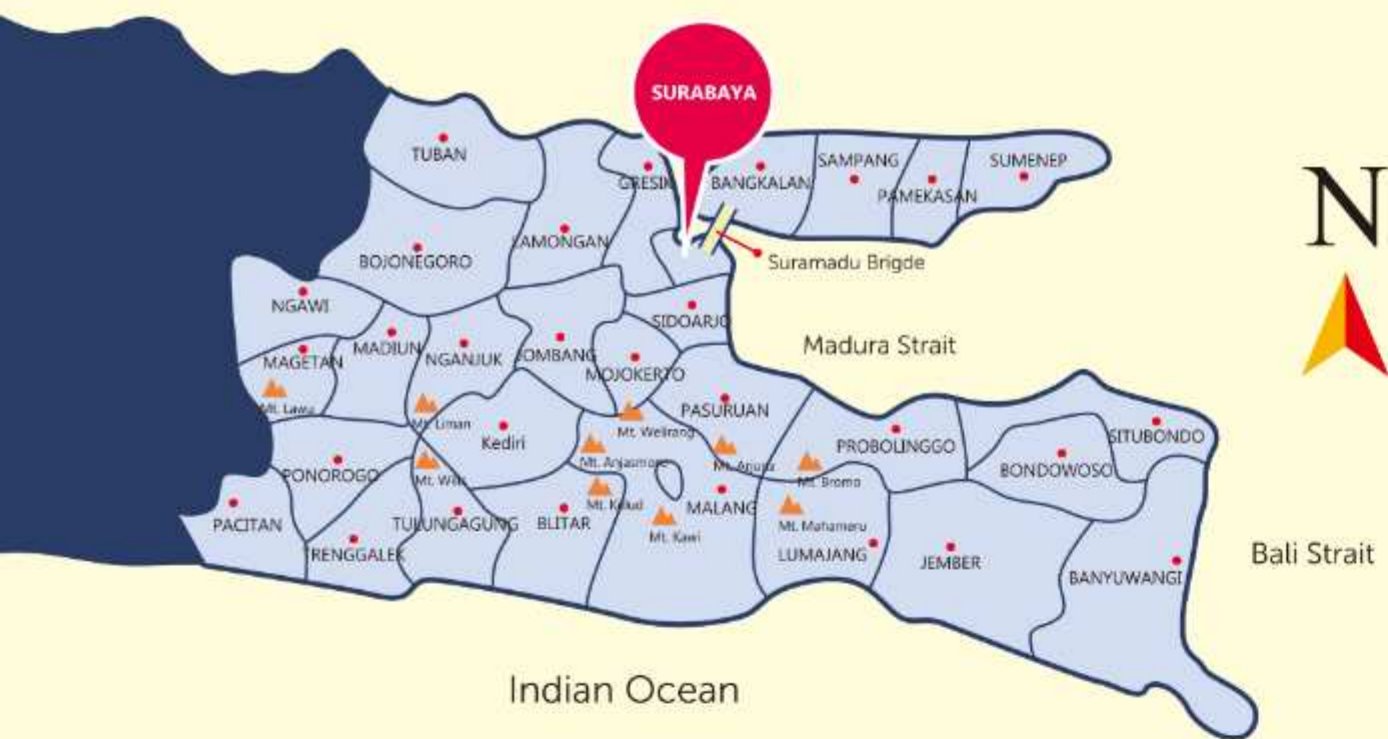 SURABAYA
N
TUBAN
GRESIK
BANGKALAN
SAMPANG
PAMEKASAN
SUMENEP
BOJONEGORO
LAMONGAN
Suramadu Brigde
NGAWI
SIDOARJO
Madura Strait
MAGETAN
MADIUN
NGANJUK
JOMBANG
MOJOKERTO
Mt. Lawu
Mt. Liman
Kediri
Mt. Welirang
PASURUAN
PROBOLINGGO
SITUBONDO
BONDOWOSO
PONOROGO
Mt. Wilis
Mt. Anjasmoro
Mt. Arjuna
Mt. Bromo
PACITAN
TRENGGALEK
TULUNGAGUNG
BLITAR
Mt. Kelud
Mt. Kawi
MALANG
Mt. Mahameru
LUMAJANG
JEMBER
BANYUWANGI
Bali Strait
Indian Ocean